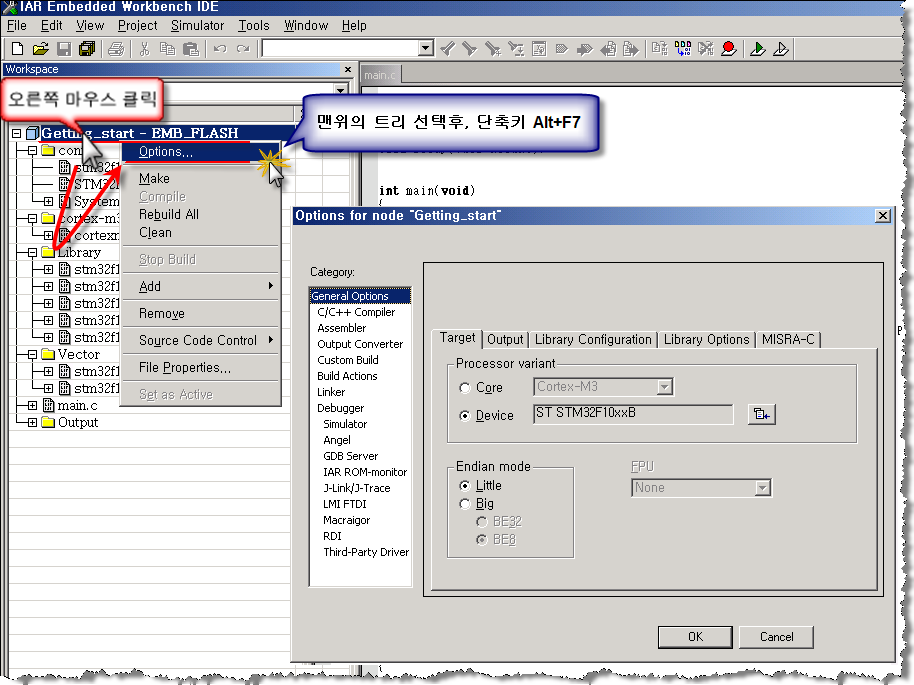 IAR Embedded Workbench IDE
File Edit View Project Simulator Tools Window Help
Workspace
main.c
오른쪽 마우스 클릭
맨위의 트리 선택후, 단축키 Alt+F7
Getting_start - EMB_FLASH
Options...
Make
Compile
Rebuild All
Clean
Stop Build
Add
Remove
Source Code Control
File Properties...
Set as Active
com
stm32f1
STM32
System
cortex-m3
cortexm
Library
stm32f1
stm32f1
stm32f1
stm32f1
stm32f1
Vector
stm32f1
stm32f1
main.c
Output
int main(void)
{
Options for node "Getting_start"
Category:
General Options
C/C++ Compiler
Assembler
Output Converter
Custom Build
Build Actions
Linker
Debugger
Simulator
Angel
GDB Server
IAR ROM-monitor
J-Link/J-Trace
LMI FTDI
Macraigor
RDI
Third-Party Driver
Target Output Library Configuration Library Options MISRA-C
Processor variant
Core Cortex-M3
Device ST STM32F10xxB
Endian mode
Little
Big
BE32
BE8
FPU
None
OK Cancel